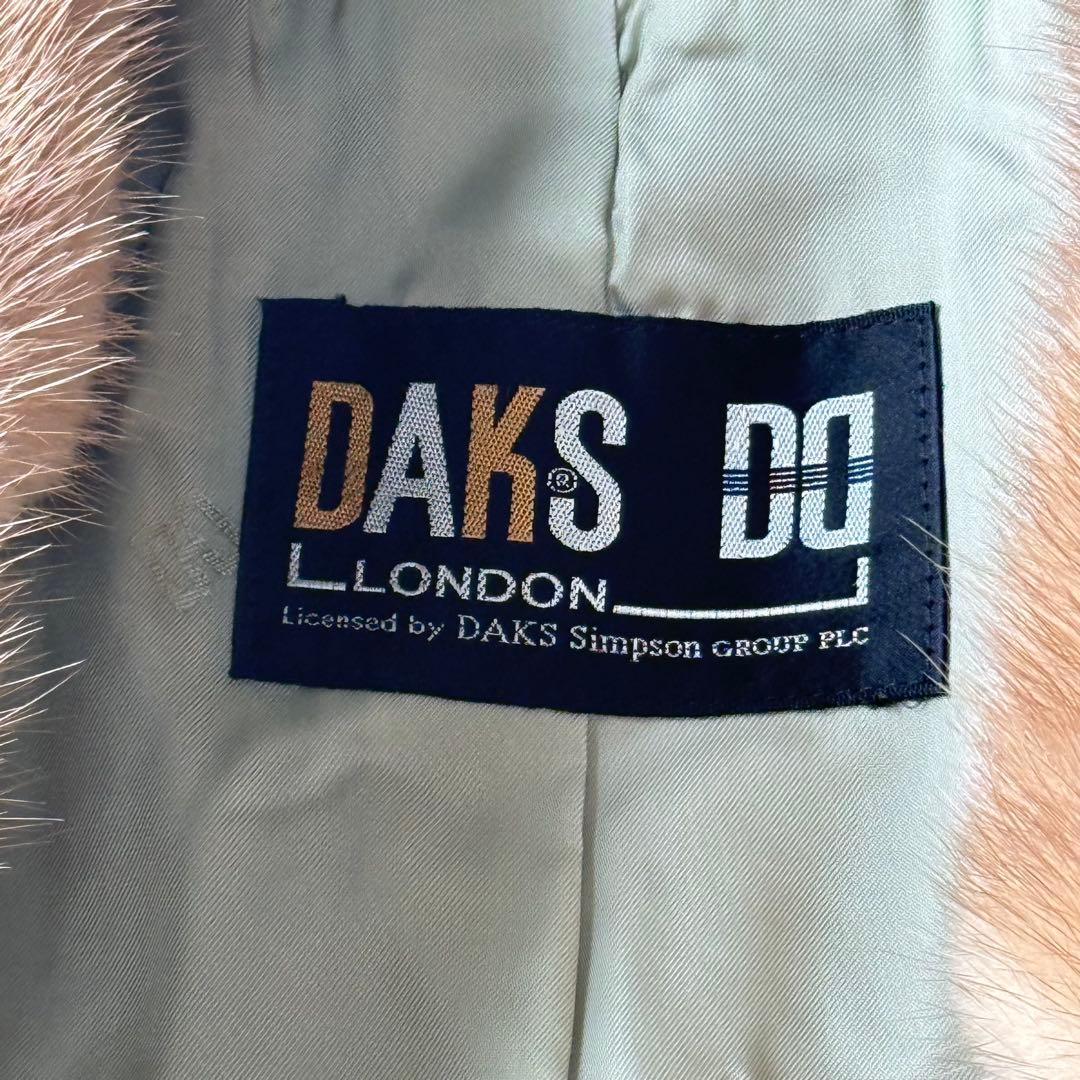 DAKS® DD
LONDON
Licensed by DAKS Simpson GROUP PLC